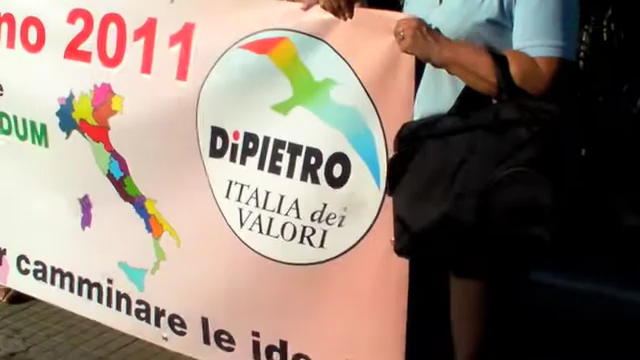 no 2011
DUM
DiPIETRO
ITALIA dei
VALORI
camminare le ide